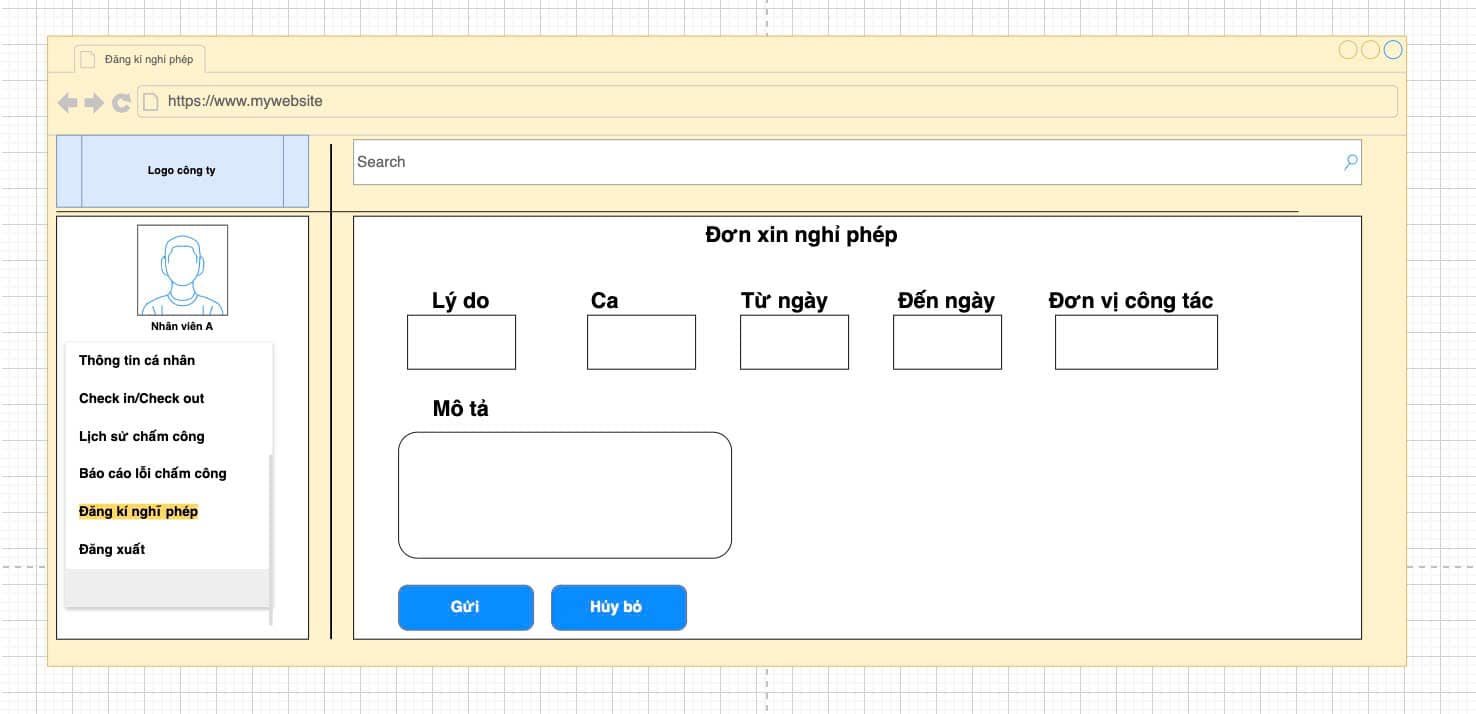 Đăng kí nghỉ phép
https://www.mywebsite
Logo công ty
Search
Nhân viên A
Thông tin cá nhân
Check in/Check out
Lịch sử chấm công
Báo cáo lỗi chấm công
Đăng kí nghĩ phép
Đăng xuất
Đơn xin nghỉ phép
Lý do
Ca
Từ ngày
Đến ngày
Đơn vị công tác
Mô tả
Gửi
Hủy bỏ